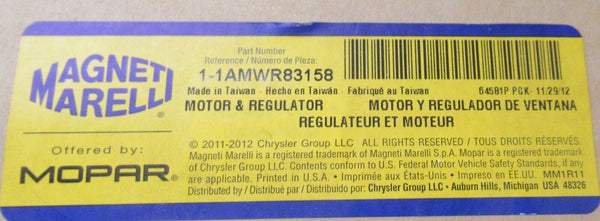 MAGNETI
MARELLI®
Offered by:
MOPAR®
Part Number
Reference / Número de Pieza:
1-1AMWR83158
Made in Taiwan - Hecho en Taiwán - Fabriqué au Taiwan
64581P PGK- 11/29/12
MOTOR & REGULATOR
MOTOR Y REGULADOR DE VENTANA
REGULATEUR ET MOTEUR
© 2011-2012 Chrysler Group LLC ALL RIGHTS RESERVED / TOUS DROITS RÉSERVÉS.
Magneti Marelli is a registered trademark of Magneti Marelli S.p.A. Mopar is a registered
trademark of Chrysler Group LLC. Contents conform to U.S. Federal Motor Vehicle Safety Standards, if any.
Printed in U.S.A. • Imprimée aux États-Unis • Impreso en EE.UU. MM1R11
Distributed by / Distribué par / Distribuido por: Chrysler Group LLC • Auburn Hills, Michigan USA 48326